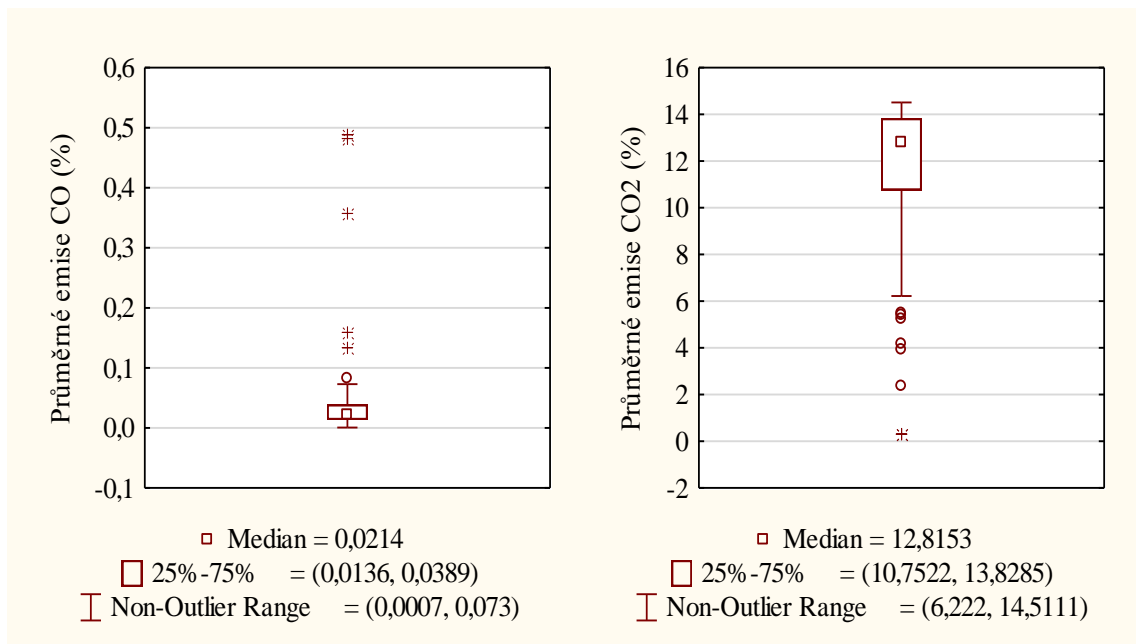 Průměrné emise CO (%)
0,6
0,5
0,4
0,3
0,2
0,1
0,0
-0,1
Median = 0,0214
25%-75% = (0,0136, 0,0389)
Non-Outlier Range = (0,0007, 0,073)
Průměrné emise CO2 (%)
16
14
12
10
8
6
4
2
0
-2
Median = 12,8153
25%-75% = (10,7522, 13,8285)
Non-Outlier Range = (6,222, 14,5111)